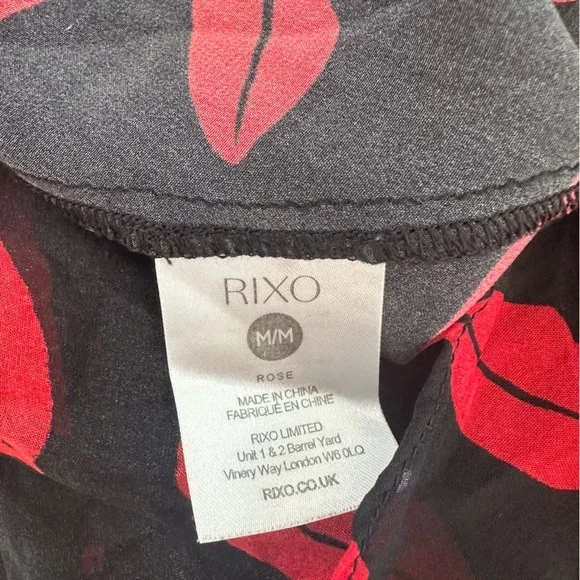 RIXO
M/M
ROSE
MADE IN CHINA
FABRIQUÉ EN CHINE
RIXO LIMITED
Unit 1 & 2 Barrel Yard
Vinery Way London W6 0LQ
RIXO.CO.UK